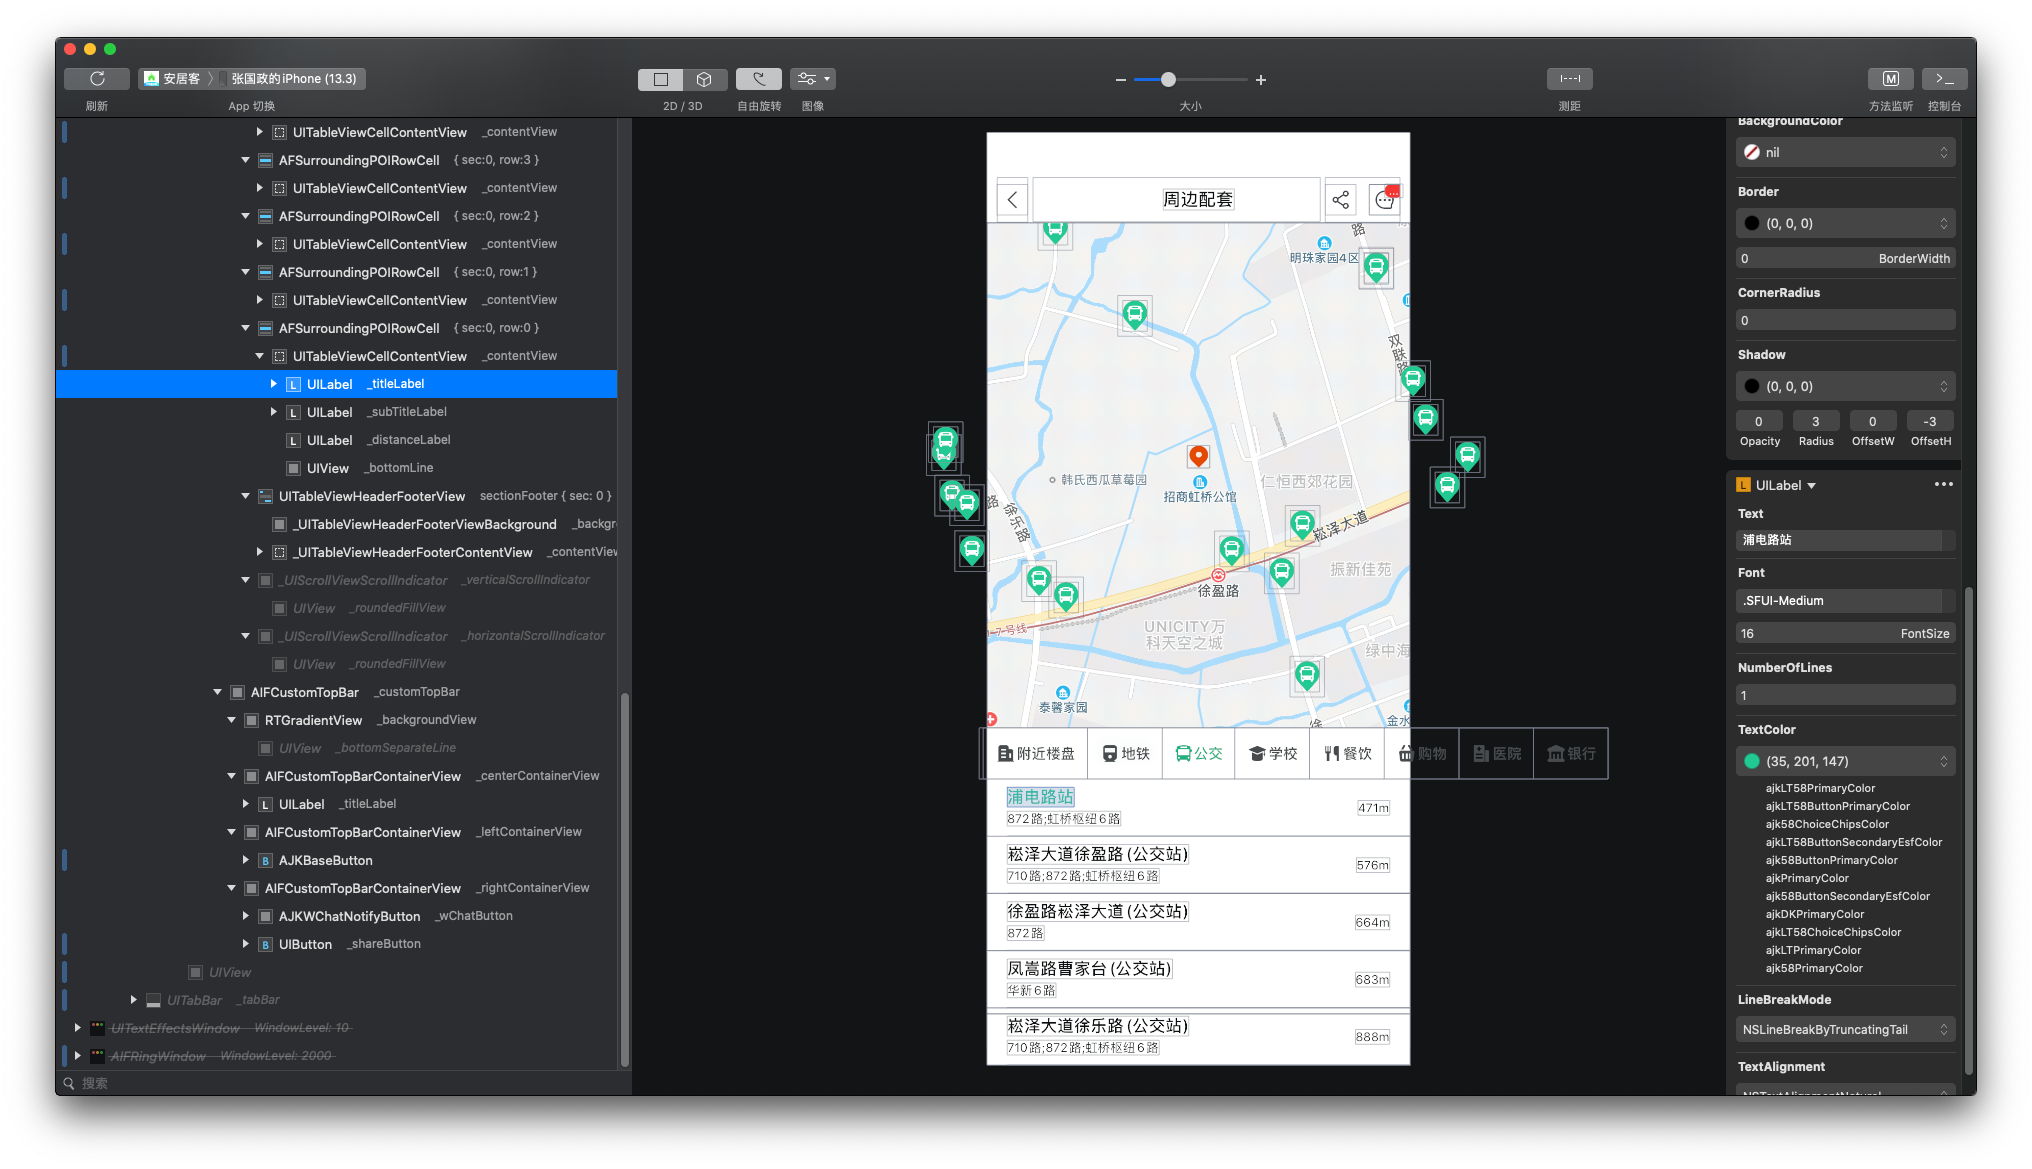 安居客
张国政的iPhone (13.3)
刷新
App 切换
2D / 3D
自由旋转
图像
大小
测距
方法监听
控制台
UITableViewCellContentView _contentView
AFSurroundingPOIRowCell { sec:0, row:3 }
UITableViewCellContentView _contentView
AFSurroundingPOIRowCell { sec:0, row:2 }
UITableViewCellContentView _contentView
AFSurroundingPOIRowCell { sec:0, row:1 }
UITableViewCellContentView _contentView
AFSurroundingPOIRowCell { sec:0, row:0 }
UITableViewCellContentView _contentView
L UILabel _titleLabel
L UILabel _subTitleLabel
L UILabel _distanceLabel
UIView _bottomLine
UITableViewHeaderFooterView sectionFooter { sec: 0 }
_UITableViewHeaderFooterViewBackground _backgr
_UITableViewHeaderFooterContentView _contentView
_UIScrollViewScrollIndicator _verticalScrollIndicator
UIView _roundedFillView
_UIScrollViewScrollIndicator _horizontalScrollIndicator
UIView _roundedFillView
AIFCustomTopBar _customTopBar
RTGradientView _backgroundView
UIView _bottomSeparateLine
AIFCustomTopBarContainerView _centerContainerView
L UILabel _titleLabel
AIFCustomTopBarContainerView _leftContainerView
B AJKBaseButton
AIFCustomTopBarContainerView _rightContainerView
AJKWChatNotifyButton _wChatButton
B UIButton _shareButton
UIView
UITabBar _tabBar
UITextEffectsWindow WindowLevel: 10
AIFRingWindow WindowLevel: 2000
搜索
周边配套
路
明珠家园4区
双联路
韩氏西瓜草莓园
招商虹桥公馆
仁恒西郊花园
路
徐乐路
崧泽大道
振新佳苑
徐盈路
17号线
UNICITY万
科天空之城
绿中海
泰馨家园
徐
金水
附近楼盘
地铁
公交
学校
餐饮
购物
医院
银行
浦电路站
872路;虹桥枢纽6路
471m
崧泽大道徐盈路(公交站)
710路;872路;虹桥枢纽6路
576m
徐盈路崧泽大道(公交站)
872路
664m
凤嵩路曹家台(公交站)
华新6路
683m
崧泽大道徐乐路(公交站)
710路;872路;虹桥枢纽6路
888m
BackgroundColor
nil
Border
(0, 0, 0)
0 BorderWidth
CornerRadius
0
Shadow
(0, 0, 0)
0 3 0 -3
Opacity Radius OffsetW OffsetH
L UILabel
Text
浦电路站
Font
.SFUI-Medium
16 FontSize
NumberOfLines
1
TextColor
(35, 201, 147)
ajkLT58PrimaryColor
ajkLT58ButtonPrimaryColor
ajk58ChoiceChipsColor
ajkLT58ButtonSecondaryEsfColor
ajk58ButtonPrimaryColor
ajkPrimaryColor
ajk58ButtonSecondaryEsfColor
ajkDKPrimaryColor
ajkLT58ChoiceChipsColor
ajkLTPrimaryColor
ajk58PrimaryColor
LineBreakMode
NSLineBreakByTruncatingTail
TextAlignment
NSTextAlignmentNatural